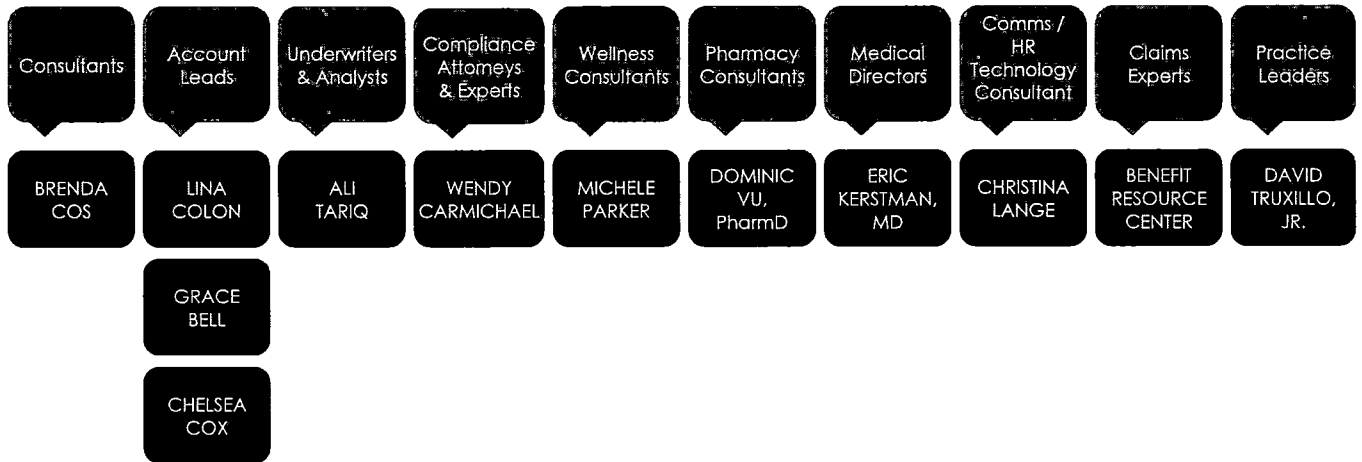 Consultants
Account
Leads
Underwriters
& Analysts
Compliance
Attorneys
& Experts
Wellness
Consultants
Pharmacy
Consultants
Medical
Directors
Comms /
HR
Technology
Consultant
Claims
Experts
Practice
Leaders
BRENDA
COS
LINA
COLON
ALI
TARIQ
WENDY
CARMICHAEL
MICHELE
PARKER
DOMINIC
VU,
PharmD
ERIC
KERSTMAN,
MD
CHRISTINA
LANGE
BENEFIT
RESOURCE
CENTER
DAVID
TRUXILLO,
JR.
GRACE
BELL
CHELSEA
COX